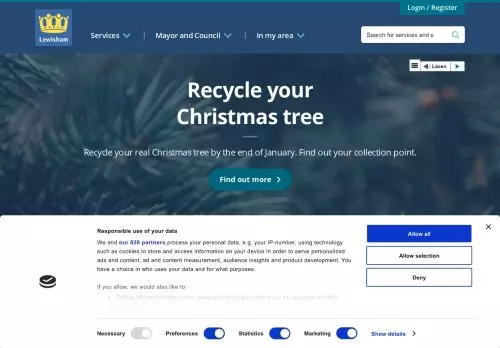 Login / Register
Lewisham
Services
Mayor and Council
In my area
Search for services and e
Listen
Recycle your
Christmas tree
Recycle your real Christmas tree by the end of January. Find out your collection point.
Find out more
Responsible use of your data
We and our 828 partners process your personal data, e.g. your IP-number, using technology
such as cookies to store and access information on your device in order to serve personalized
ads and content, ad and content measurement, audience insights and product development. You
have a choice in who uses your data and for what purposes.
If you allow, we would also like to:
Allow all
Allow selection
Deny
Necessary
Preferences
Statistics
Marketing
Show details